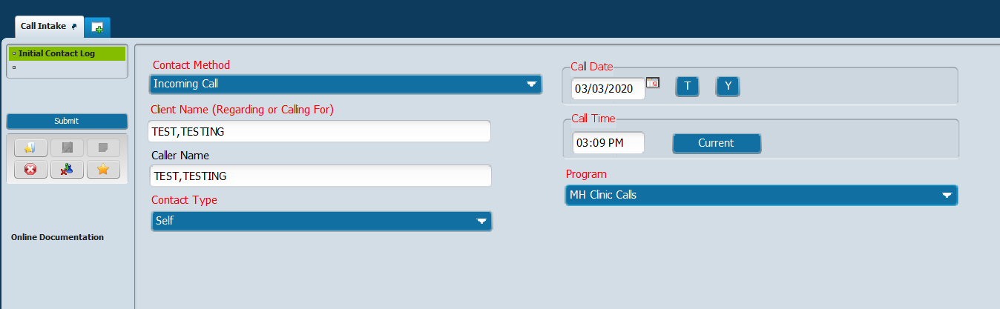 Call Intake
Initial Contact Log
Submit
Online Documentation
Contact Method
Incoming Call
Client Name (Regarding or Calling For)
TEST,TESTING
Caller Name
TEST,TESTING
Contact Type
Self
Call Date
03/03/2020 T Y
Call Time
03:09 PM Current
Program
MH Clinic Calls